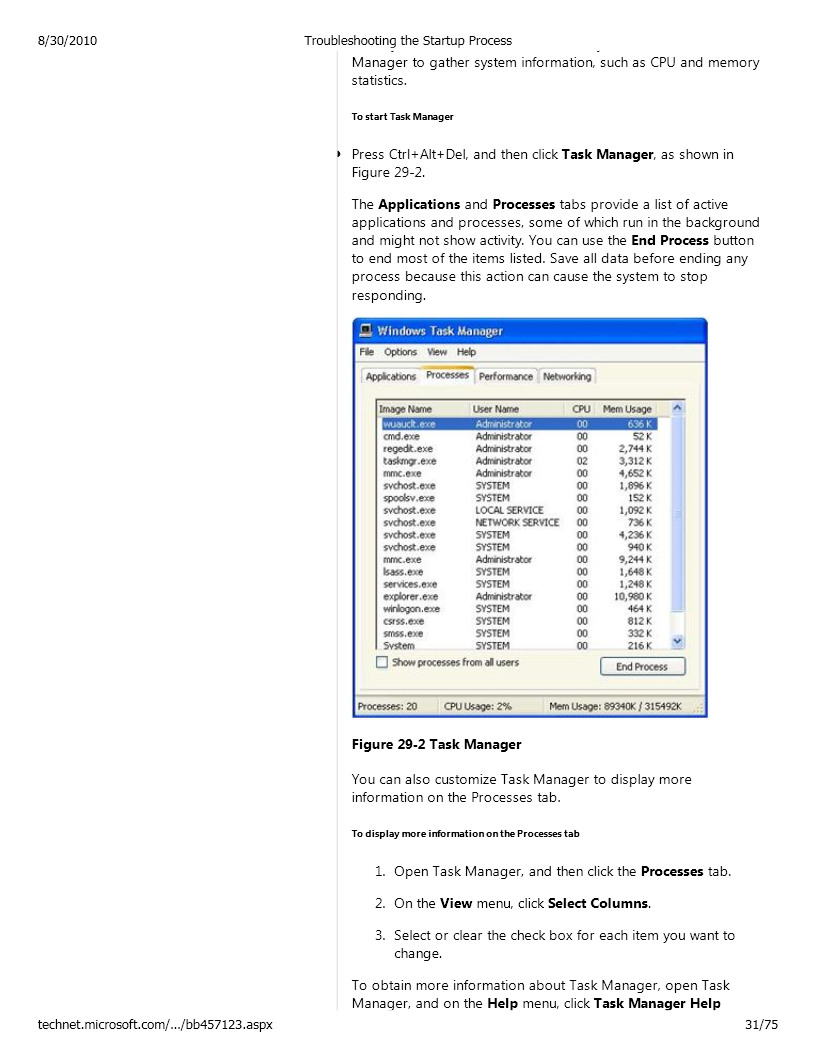 8/30/2010 Troubleshooting the Startup Process
Manager to gather system information, such as CPU and memory
statistics.
To start Task Manager
Press Ctrl+Alt+Del, and then click Task Manager, as shown in
Figure 29-2.
The Applications and Processes tabs provide a list of active
applications and processes, some of which run in the background
and might not show activity. You can use the End Process button
to end most of the items listed. Save all data before ending any
process because this action can cause the system to stop
responding.
Windows Task Manager
File Options View Help
Applications Processes Performance Networking
Image Name User Name CPU Mem Usage
wuauclt.exe Administrator 00 636 K
cmd.exe Administrator 00 52 K
regedit.exe Administrator 00 2,744 K
taskmgr.exe Administrator 02 3,312 K
mmc.exe Administrator 00 4,652 K
svchost.exe SYSTEM 00 1,896 K
spoolsv.exe SYSTEM 00 152 K
svchost.exe LOCAL SERVICE 00 1,092 K
svchost.exe NETWORK SERVICE 00 736 K
svchost.exe SYSTEM 00 4,236 K
svchost.exe SYSTEM 00 940 K
mmc.exe Administrator 00 9,244 K
lsass.exe SYSTEM 00 1,648 K
services.exe SYSTEM 00 1,248 K
explorer.exe Administrator 00 10,980 K
winlogon.exe SYSTEM 00 464 K
csrss.exe SYSTEM 00 812 K
smss.exe SYSTEM 00 332 K
System SYSTEM 00 216 K
Show processes from all users End Process
Processes: 20 CPU Usage: 2% Mem Usage: 89340K / 315492K
Figure 29-2 Task Manager
You can also customize Task Manager to display more
information on the Processes tab.
To display more information on the Processes tab
1. Open Task Manager, and then click the Processes tab.
2. On the View menu, click Select Columns.
3. Select or clear the check box for each item you want to
change.
To obtain more information about Task Manager, open Task
Manager, and on the Help menu, click Task Manager Help
technet.microsoft.com/.../bb457123.aspx 31/75